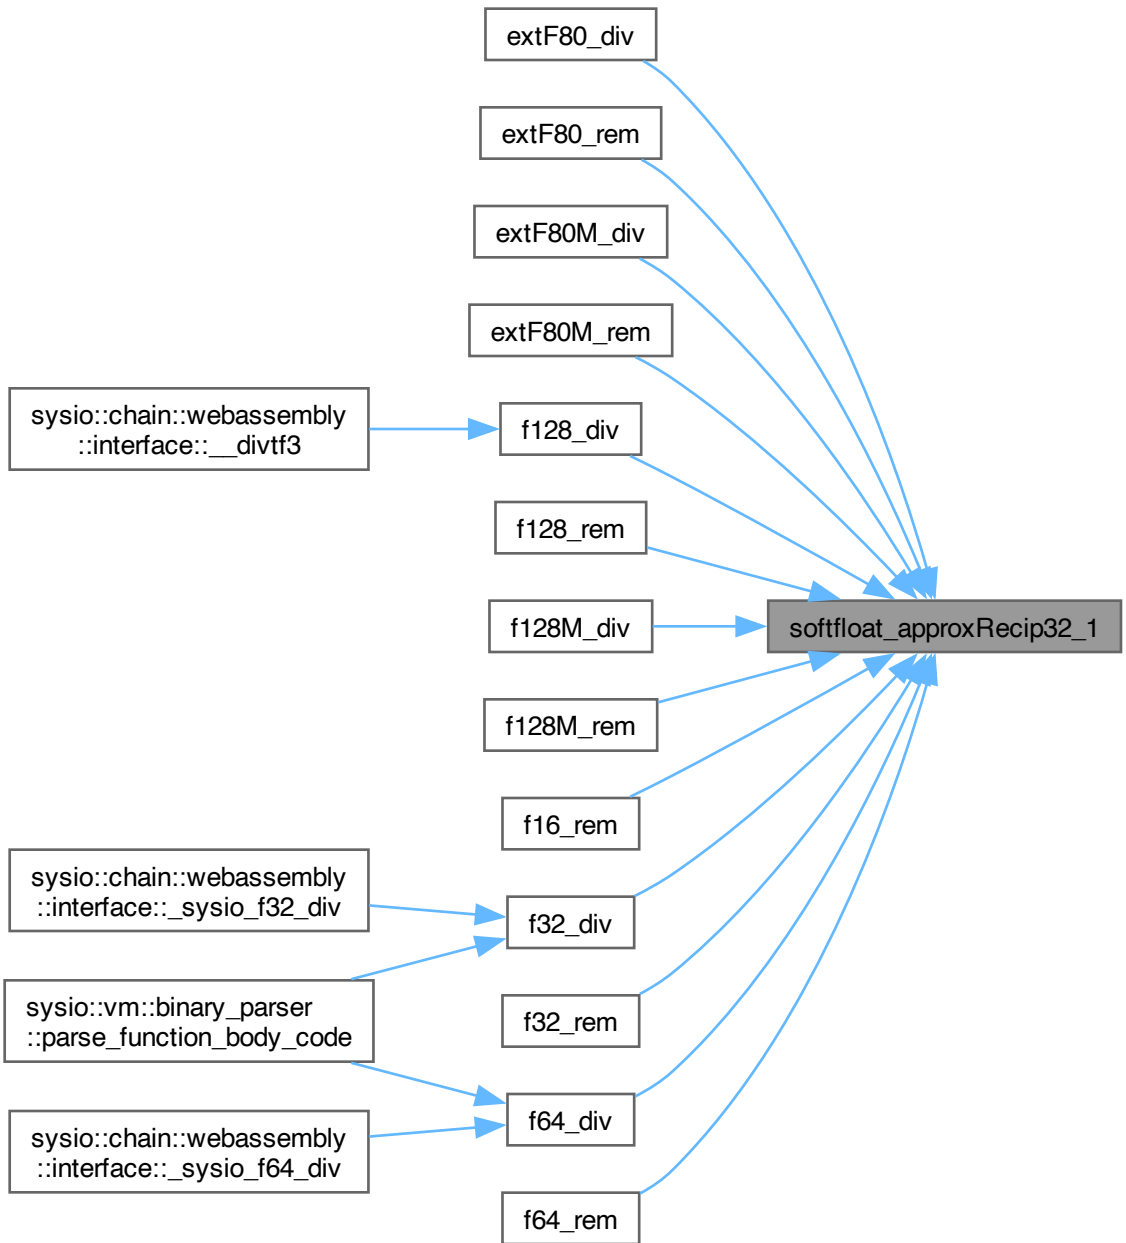 extF80_div
extF80_rem
extF80M_div
extF80M_rem
sysio::chain::webassembly
::interface::__divtf3
f128_div
f128_rem
softfloat_approxRecip32_1
f128M_div
f128M_rem
f16_rem
sysio::chain::webassembly
::interface::_sysio_f32_div
f32_div
sysio::vm::binary_parser
::parse_function_body_code
f32_rem
f64_div
sysio::chain::webassembly
::interface::_sysio_f64_div
f64_rem